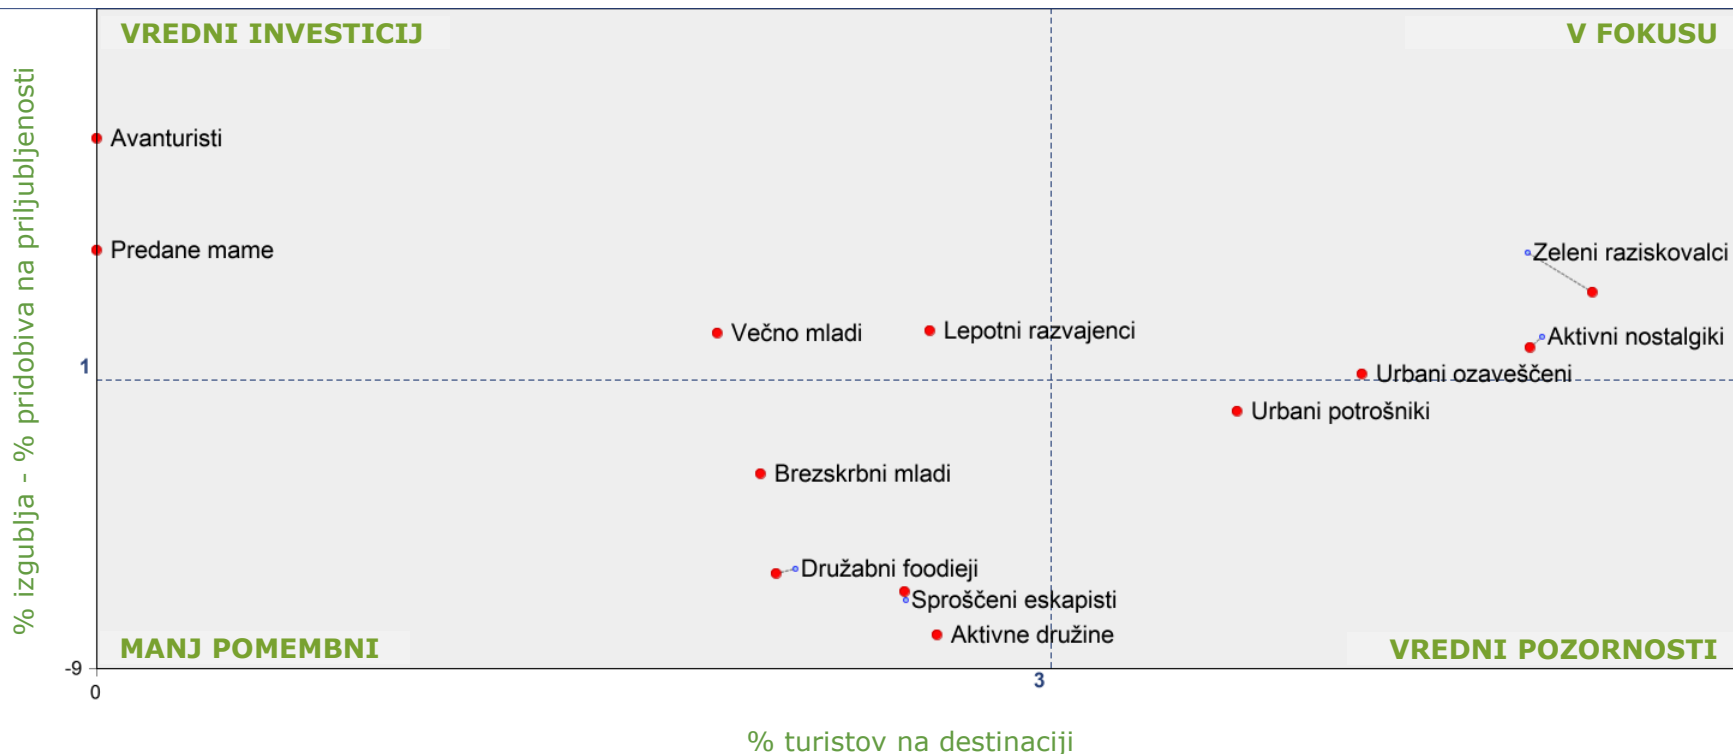 VREDNI INVESTICIJ
V FOKUSU
% izgublja - % pridobiva na priljubljenosti
Avanturisti
Predane mame
Zeleni raziskovalci
Večno mladi
Lepotni razvajenci
Aktivni nostalgiki
1
Urbani ozaveščeni
Urbani potrošniki
Brezskrbni mladi
Družabni foodieji
Sproščeni eskapisti
Aktivne družine
MANJ POMEMBNI
VREDNI POZORNOSTI
-9
0
3
% turistov na destinaciji